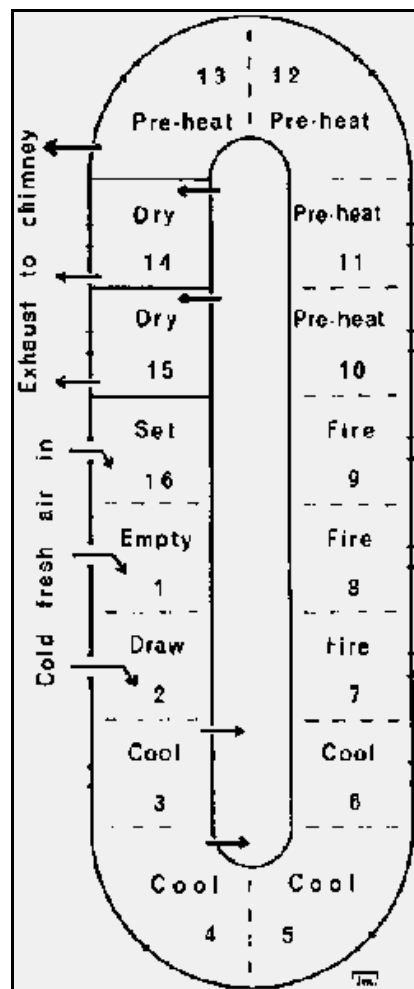 13 12
Pre-heat Pre-heat
Dry Pre-heat
14 11
Dry Pre-heat
15 10
Set Fire
16 9
Empty Fire
1 8
Draw Fire
2 7
Cool Cool
3 6
Cool Cool
4 5
Exhaust to chimney
Cold fresh air in